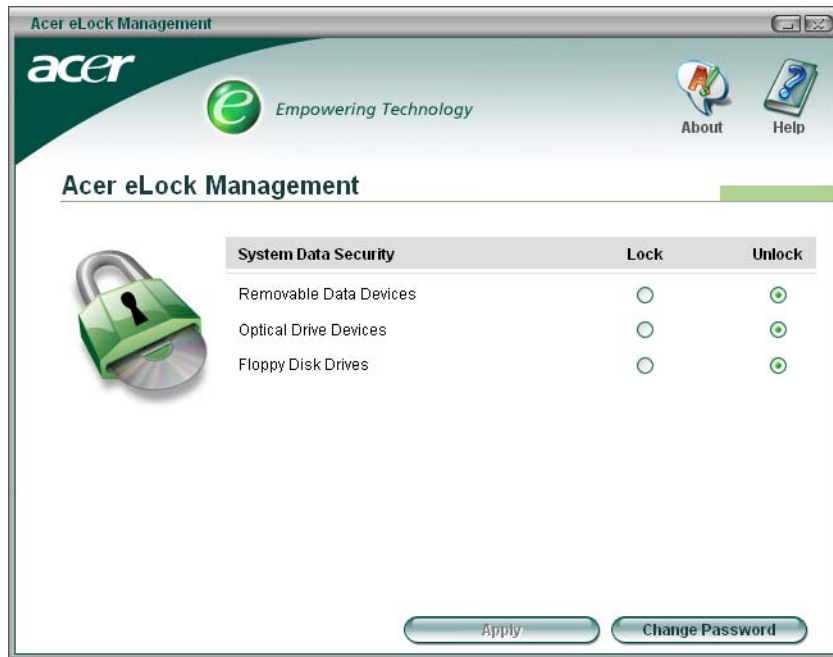 Acer eLock Management
acer
e Empowering Technology
About Help
Acer eLock Management
System Data Security Lock Unlock
Removable Data Devices
Optical Drive Devices
Floppy Disk Drives
Apply Change Password